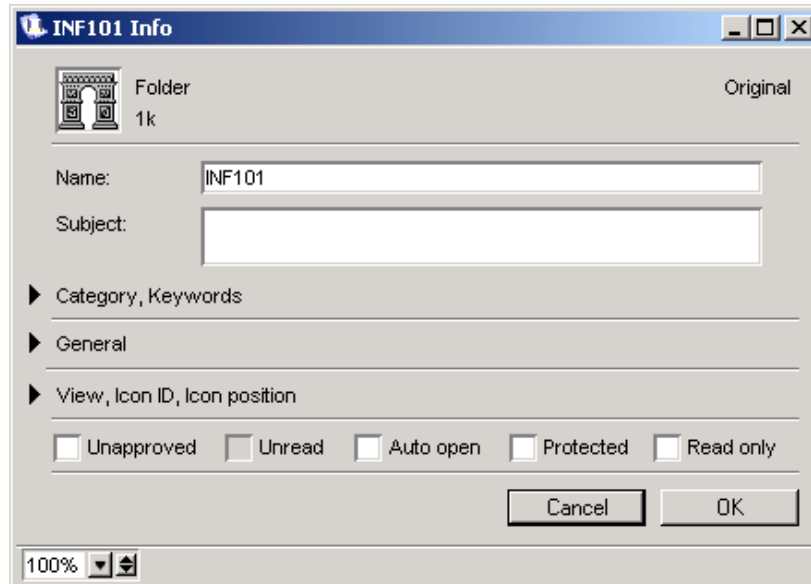 INF101 Info
Folder
Original
1k
Name: INF101
Subject:
Category, Keywords
General
View, Icon ID, Icon position
Unapproved Unread Auto open Protected Read only
Cancel OK
100%